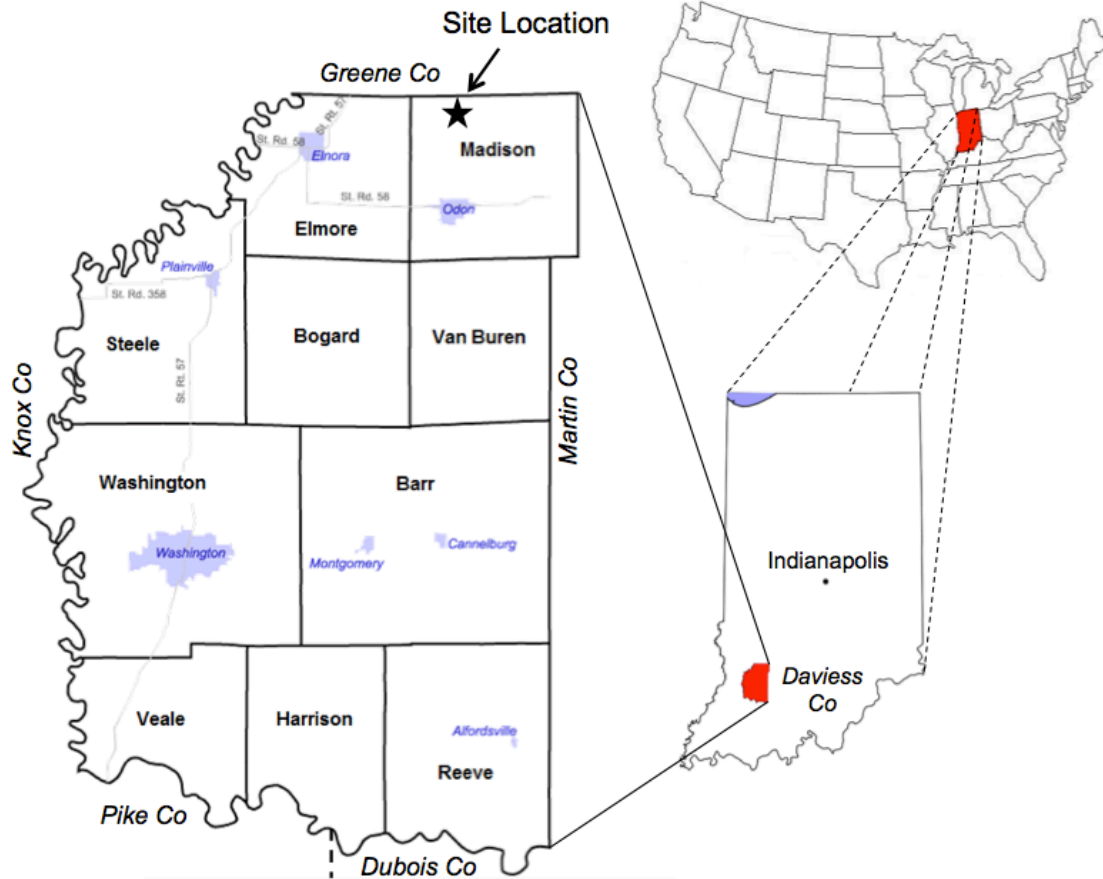 Site Location
Greene Co
St. Rt. 57
St. Rd. 58
Elnora
Madison
St. Rd. 58
Odon
Elmore
Plainville
St. Rd. 358
Steele
Bogard
Van Buren
St. Rt. 57
Knox Co
Martin Co
Washington
Barr
Washington
Montgomery
Cannelburg
Veale
Harrison
Alfordsville
Reeve
Pike Co
Dubois Co
Indianapolis
Daviess
Co